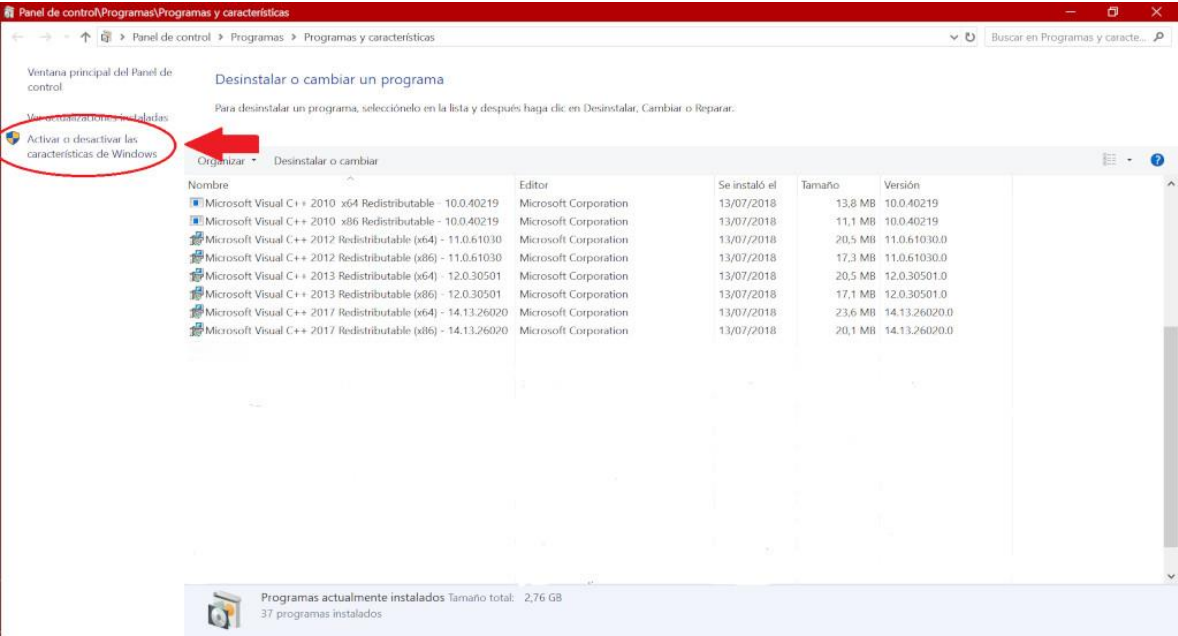 Panel de control\Programas\Programas y características
Panel de control > Programas > Programas y características
Buscar en Programas y caracte...
Ventana principal del Panel de
control
Ver actualizaciones instaladas
Activar o desactivar las
características de Windows
Desinstalar o cambiar un programa
Para desinstalar un programa, selecciónelo en la lista y después haga clic en Desinstalar, Cambiar o Reparar.
Organizar Desinstalar o cambiar
Nombre Editor Se instaló el Tamaño Versión
Microsoft Visual C++ 2010 x64 Redistributable - 10.0.40219 Microsoft Corporation 13/07/2018 13,8 MB 10.0.40219
Microsoft Visual C++ 2010 x86 Redistributable - 10.0.40219 Microsoft Corporation 13/07/2018 11,1 MB 10.0.40219
Microsoft Visual C++ 2012 Redistributable (x64) - 11.0.61030 Microsoft Corporation 13/07/2018 20,5 MB 11.0.61030.0
Microsoft Visual C++ 2012 Redistributable (x86) - 11.0.61030 Microsoft Corporation 13/07/2018 17,3 MB 11.0.61030.0
Microsoft Visual C++ 2013 Redistributable (x64) - 12.0.30501 Microsoft Corporation 13/07/2018 20,5 MB 12.0.30501.0
Microsoft Visual C++ 2013 Redistributable (x86) - 12.0.30501 Microsoft Corporation 13/07/2018 17,1 MB 12.0.30501.0
Microsoft Visual C++ 2017 Redistributable (x64) - 14.13.26020 Microsoft Corporation 13/07/2018 23,6 MB 14.13.26020.0
Microsoft Visual C++ 2017 Redistributable (x86) - 14.13.26020 Microsoft Corporation 13/07/2018 20,1 MB 14.13.26020.0
Programas actualmente instalados Tamaño total: 2,76 GB
37 programas instalados